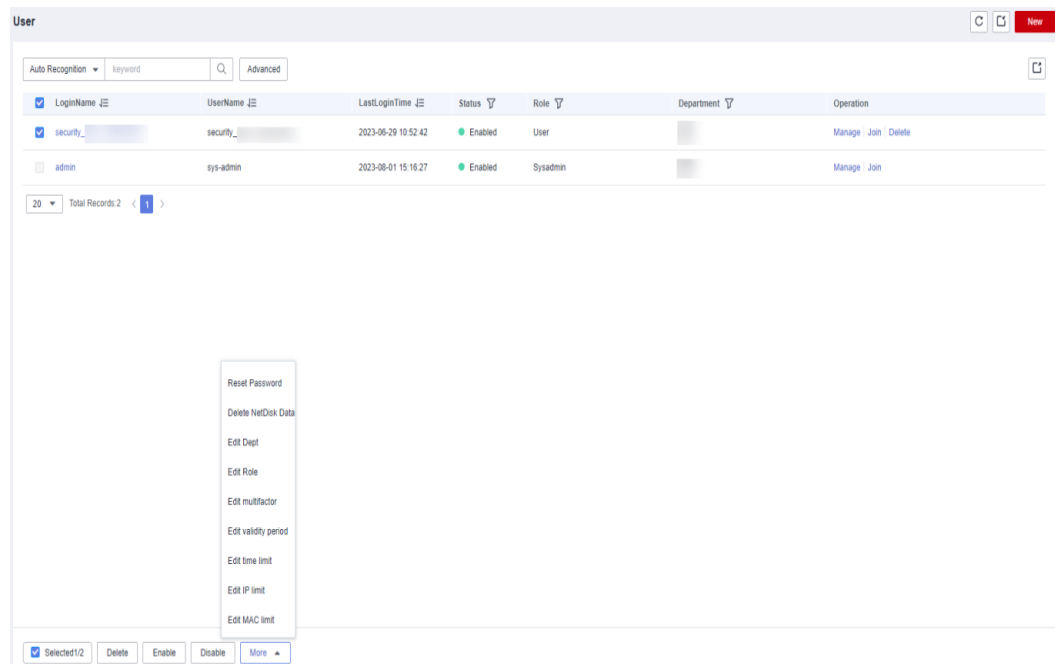 User
New
Auto Recognition keyword Advanced
LoginName UserName LastLoginTime Status Role Department Operation
security_ security_ 2023-06-29 10:52:42 Enabled User Manage Join Delete
admin sys-admin 2023-08-01 15:16:27 Enabled Sysadmin Manage Join
20 Total Records:2 1
Reset Password
Delete NetDisk Data
Edit Dept
Edit Role
Edit multifactor
Edit validity period
Edit time limit
Edit IP limit
Edit MAC limit
Selected1/2 Delete Enable Disable More